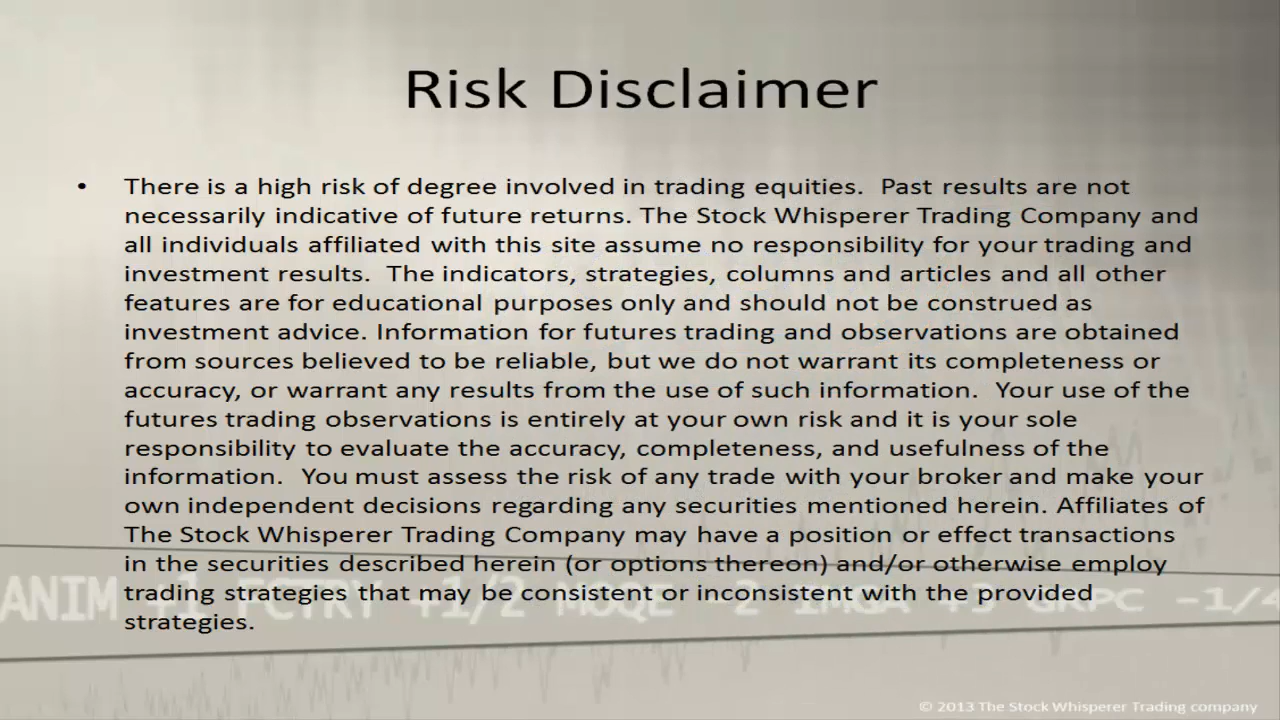 Risk Disclaimer
• There is a high risk of degree involved in trading equities.  Past results are not
necessarily indicative of future returns. The Stock Whisperer Trading Company and
all individuals affiliated with this site assume no responsibility for your trading and
investment results.  The indicators, strategies, columns and articles and all other
features are for educational purposes only and should not be construed as
investment advice. Information for futures trading and observations are obtained
from sources believed to be reliable, but we do not warrant its completeness or
accuracy, or warrant any results from the use of such information.  Your use of the
futures trading observations is entirely at your own risk and it is your sole
responsibility to evaluate the accuracy, completeness, and usefulness of the
information.  You must assess the risk of any trade with your broker and make your
own independent decisions regarding any securities mentioned herein. Affiliates of
The Stock Whisperer Trading Company may have a position or effect transactions
in the securities described herein (or options thereon) and/or otherwise employ
trading strategies that may be consistent or inconsistent with the provided
strategies.
ANIM +1 FCTRY +1/2 MOQE -2 IMGA +3 GRPC -1/4
© 2013 The Stock Whisperer Trading company